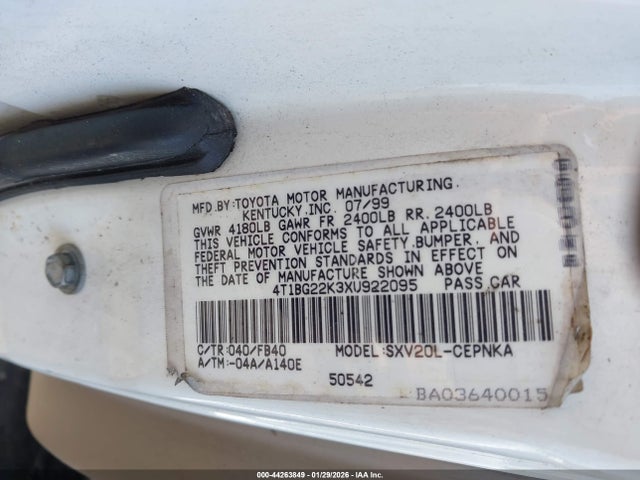 MFD.BY:TOYOTA MOTOR MANUFACTURING.
KENTUCKY,INC. 07/99
GVWR 4180LB GAWR FR 2400LB RR. 2400LB
THIS VEHICLE CONFORMS TO ALL APPLICABLE
FEDERAL MOTOR VEHICLE SAFETY,BUMPER, AND
THEFT PREVENTION STANDARDS IN EFFECT ON
THE DATE OF MANUFACTURE SHOWN ABOVE
4T1BG22K3XU922095 PASS.CAR
C/TR:040/FB40 MODEL:SXV20L-CEPNKA
A/TM:-04A/A140E
50542 BA03640015
000-44263849 | 01/29/2026 | IAA Inc.